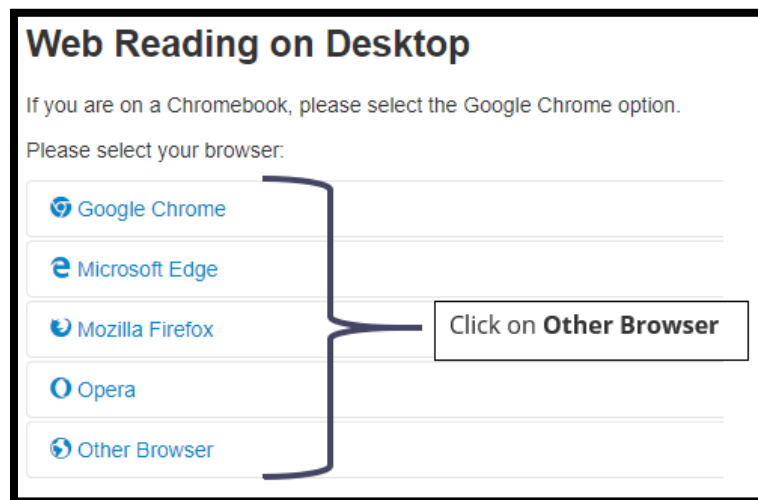 Web Reading on Desktop
If you are on a Chromebook, please select the Google Chrome option.
Please select your browser:
Google Chrome
Microsoft Edge
Mozilla Firefox
Click on Other Browser
Opera
Other Browser